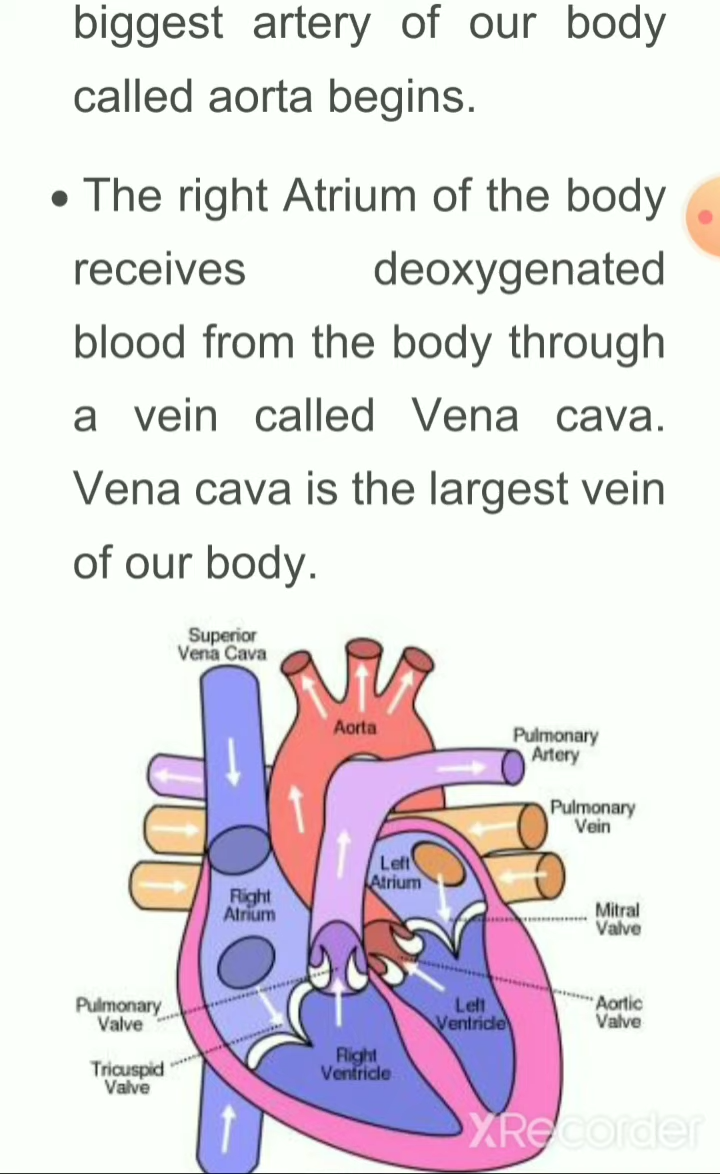 biggest artery of our body
called aorta begins.
• The right Atrium of the body
receives deoxygenated
blood from the body through
a vein called Vena cava.
Vena cava is the largest vein
of our body.
Superior
Vena Cava
Aorta
Pulmonary
Artery
Pulmonary
Vein
Left
Atrium
Right
Atrium
Mitral
Valve
Pulmonary
Valve
Left
Ventricle
Aortic
Valve
Tricuspid
Valve
Right
Ventricle
XRecorder